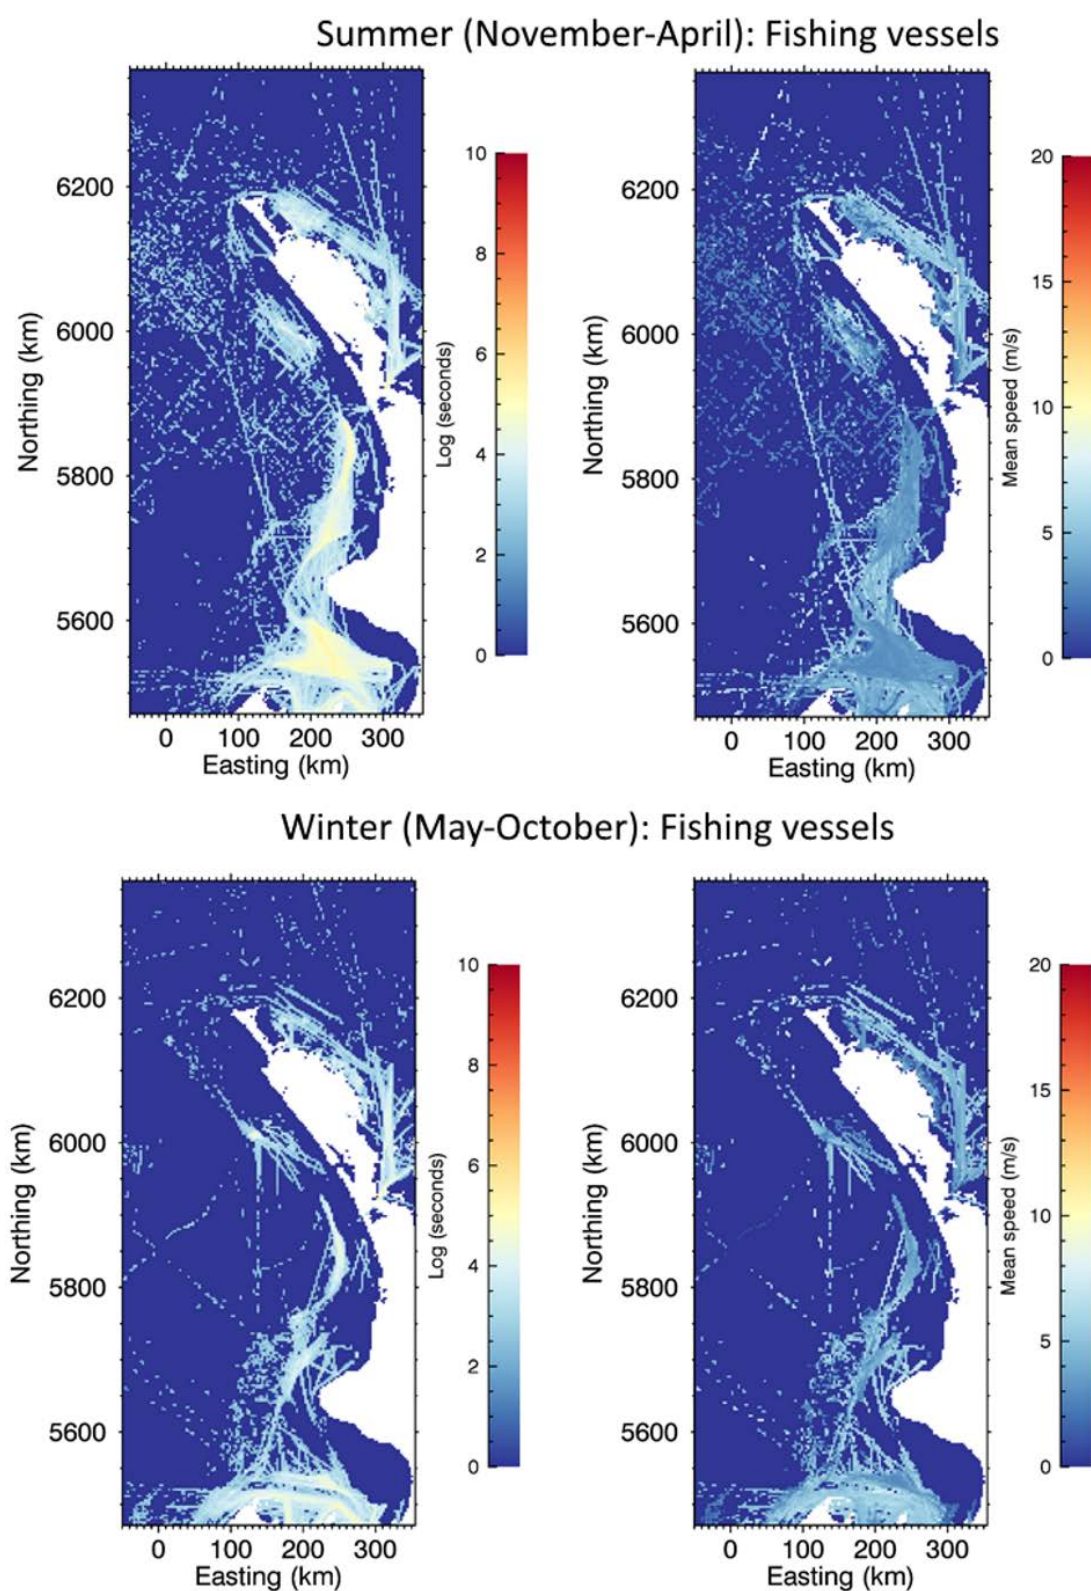 Summer (November-April): Fishing vessels
10
8
6
4
2
0
Log (seconds)
6200
6000
5800
5600
Northing (km)
0 100 200 300
Easting (km)
20
15
10
5
0
Mean speed (m/s)
6200
6000
5800
5600
Northing (km)
0 100 200 300
Easting (km)
Winter (May-October): Fishing vessels
10
8
6
4
2
0
Log (seconds)
6200
6000
5800
5600
Northing (km)
0 100 200 300
Easting (km)
20
15
10
5
0
Mean speed (m/s)
6200
6000
5800
5600
Northing (km)
0 100 200 300
Easting (km)